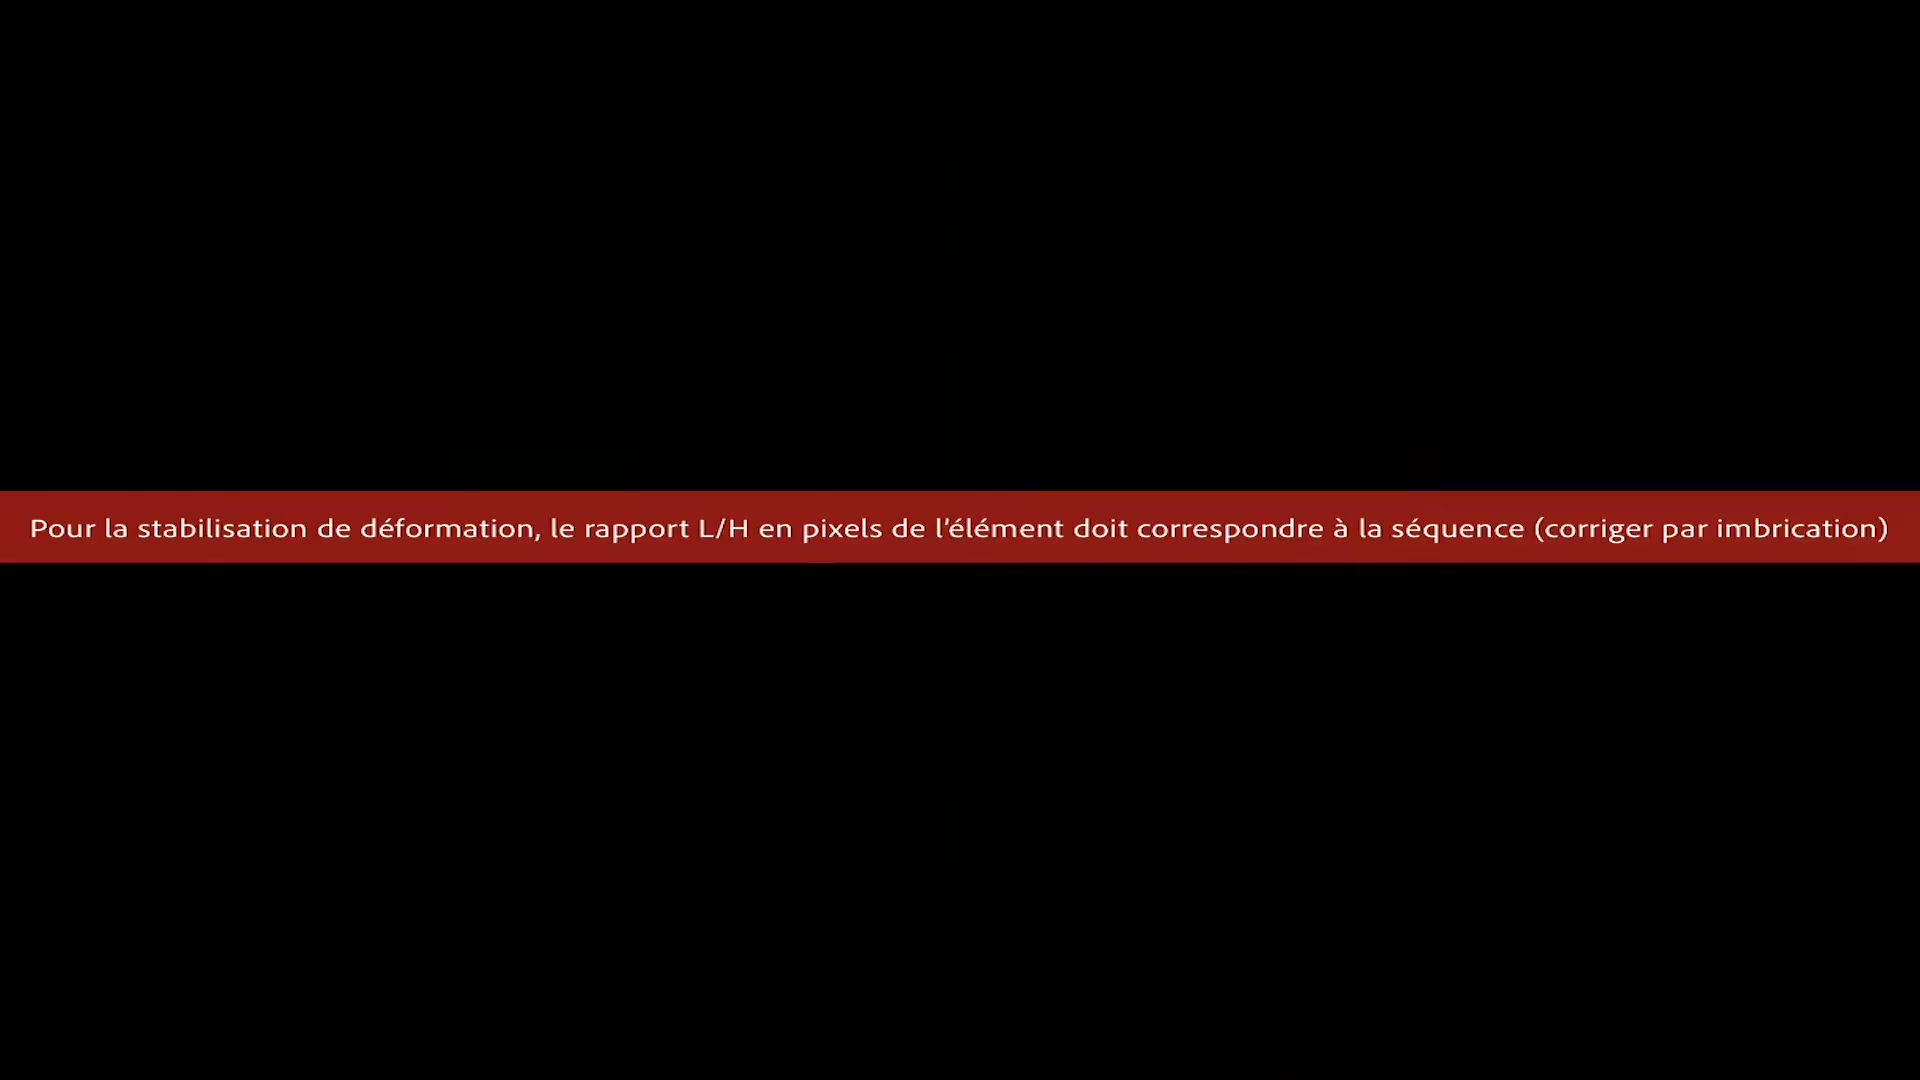 Pour la stabilisation de déformation, le rapport L/H en pixels de l’élément doit correspondre à la séquence (corriger par imbrication)